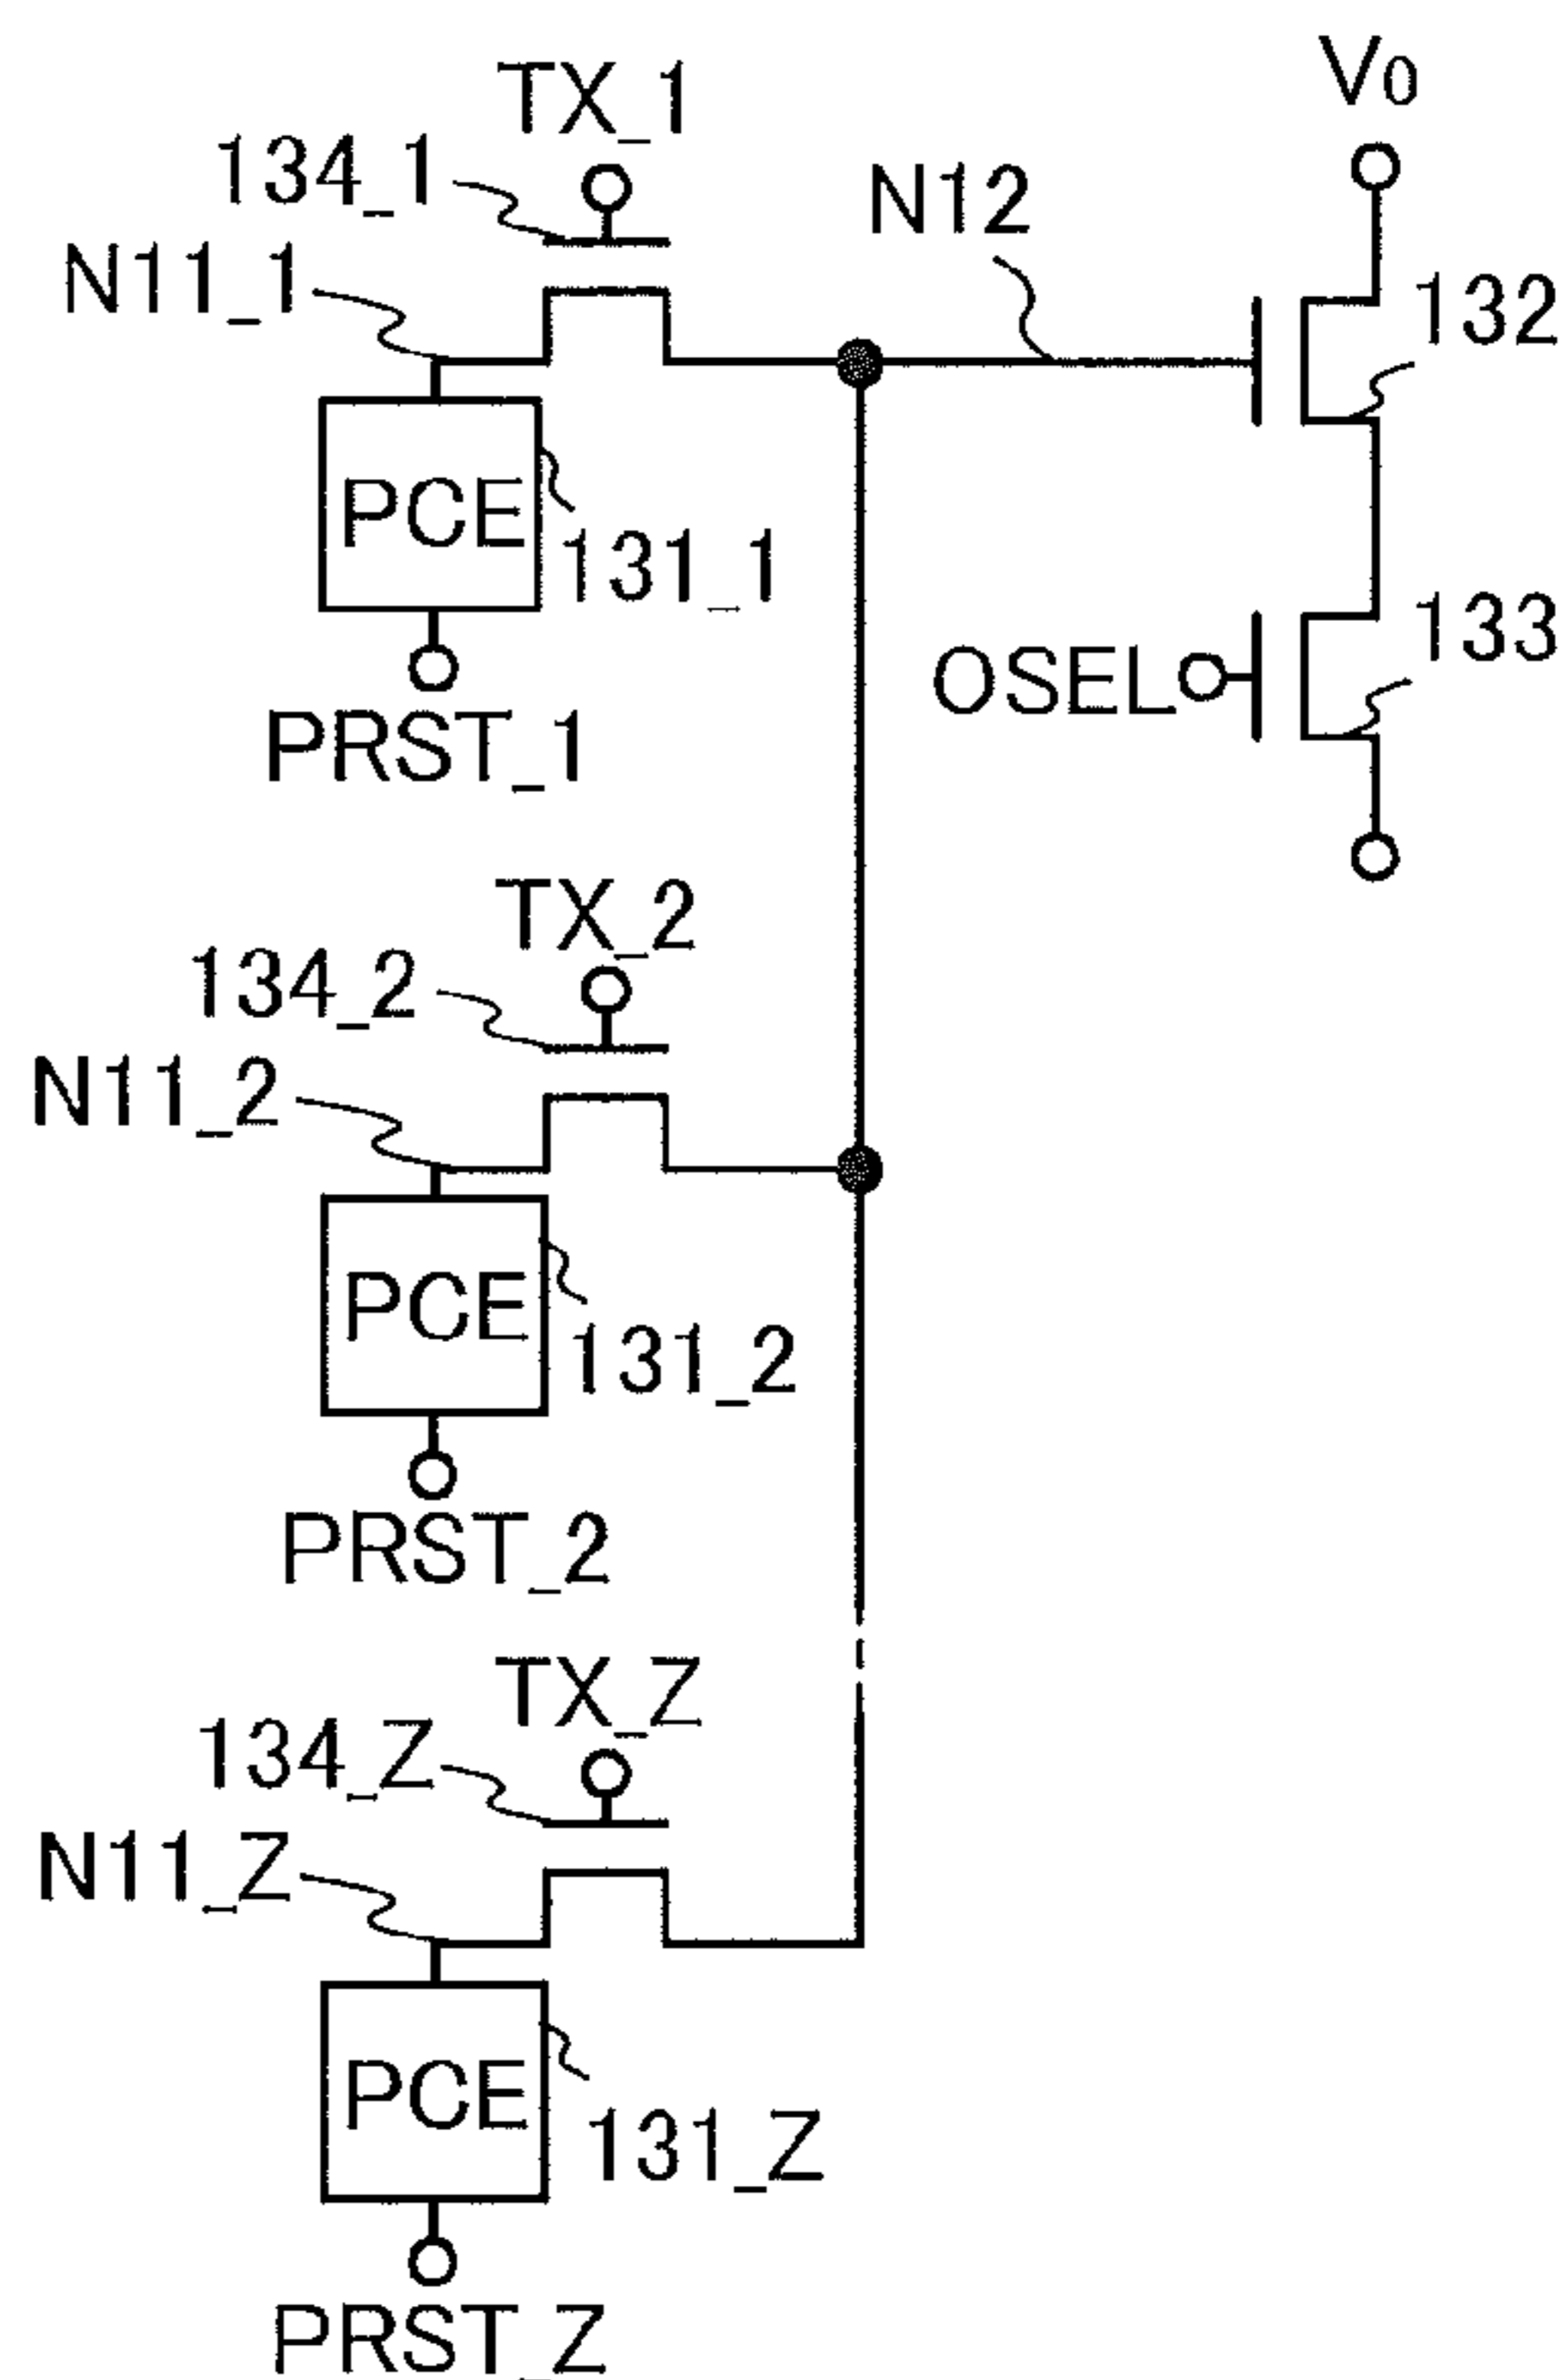 TX_1
V0
134_1
N12
N11_1
132
PCE
131_1
133
OSEL
PRST_1
TX_2
134_2
N11_2
PCE
131_2
PRST_2
TX_Z
134_Z
N11_Z
PCE
131_Z
PRST_Z